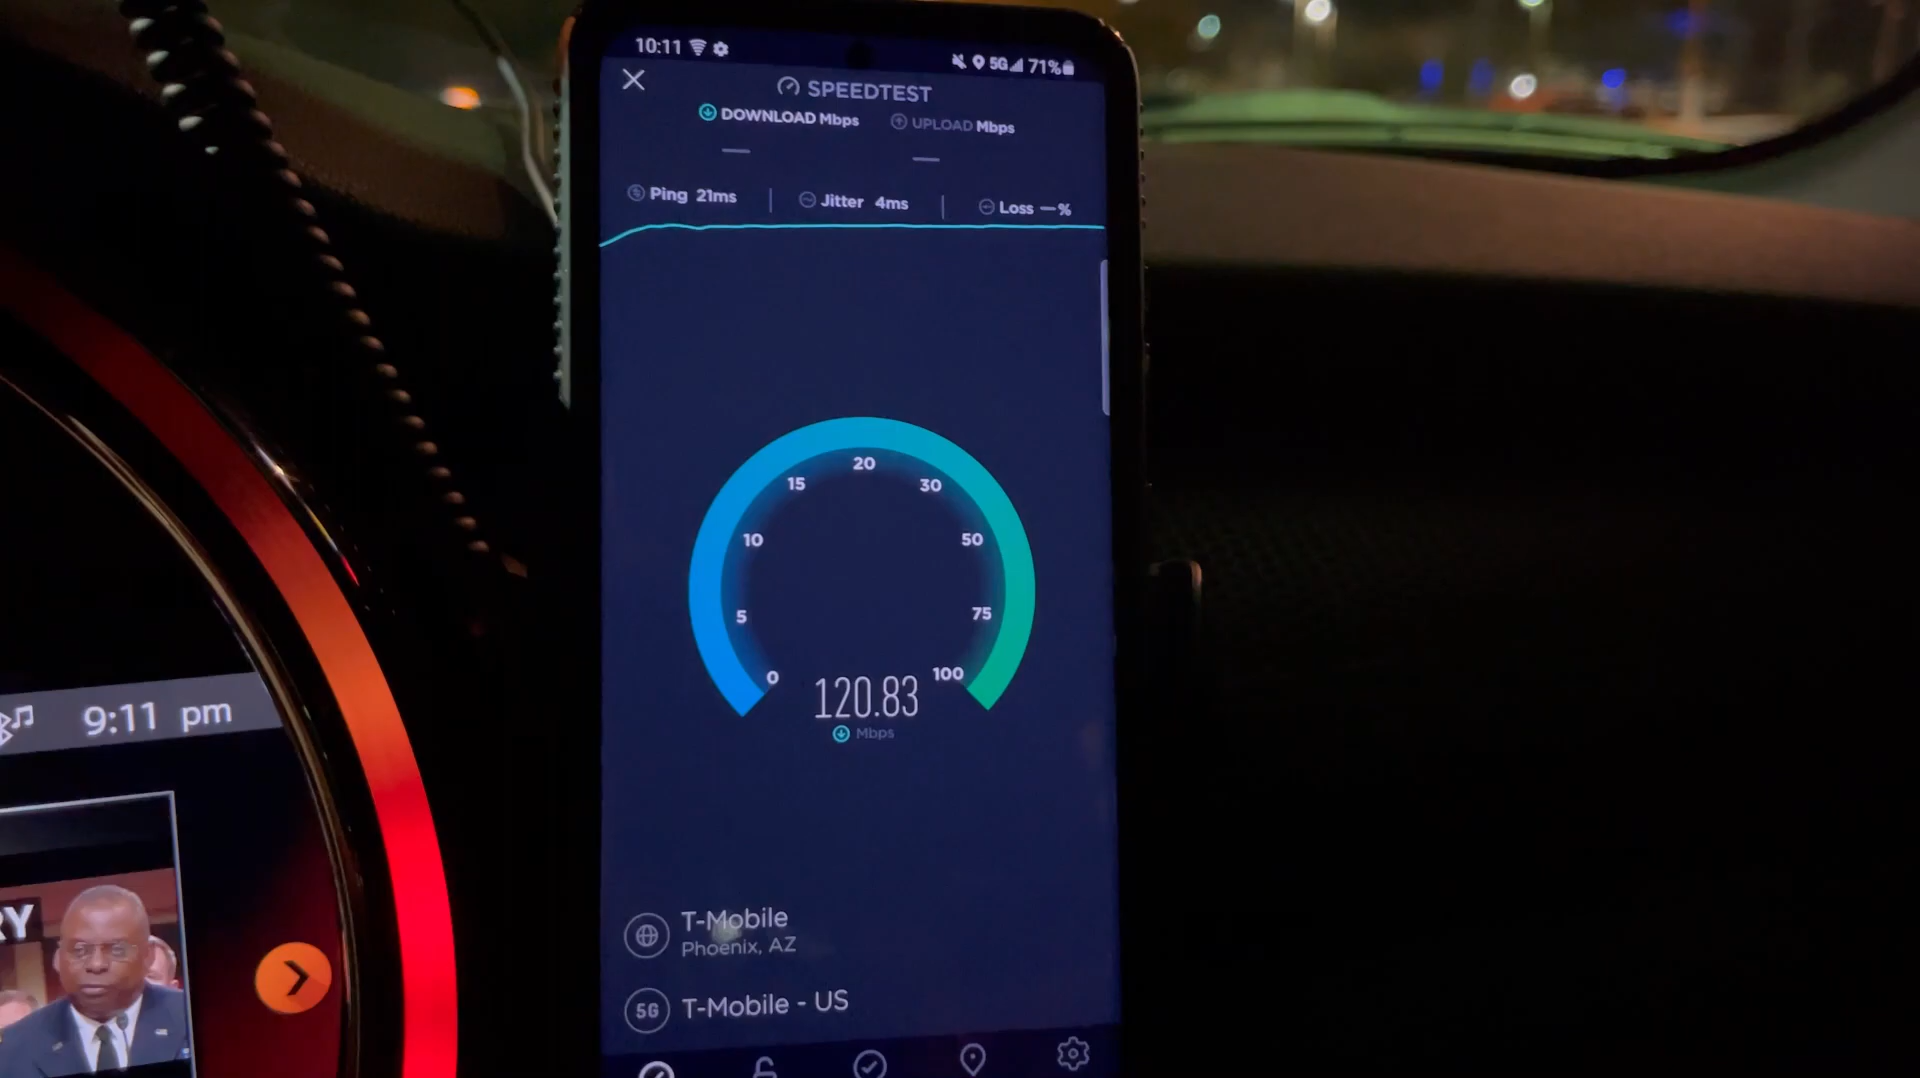 10:11
5G 71%
SPEEDTEST
DOWNLOAD Mbps
UPLOAD Mbps
Ping 21ms
Jitter 4ms
Loss —%
0
5
10
15
20
30
50
75
100
120.83
Mbps
T-Mobile
Phoenix, AZ
5G T-Mobile - US
9:11 pm
RY